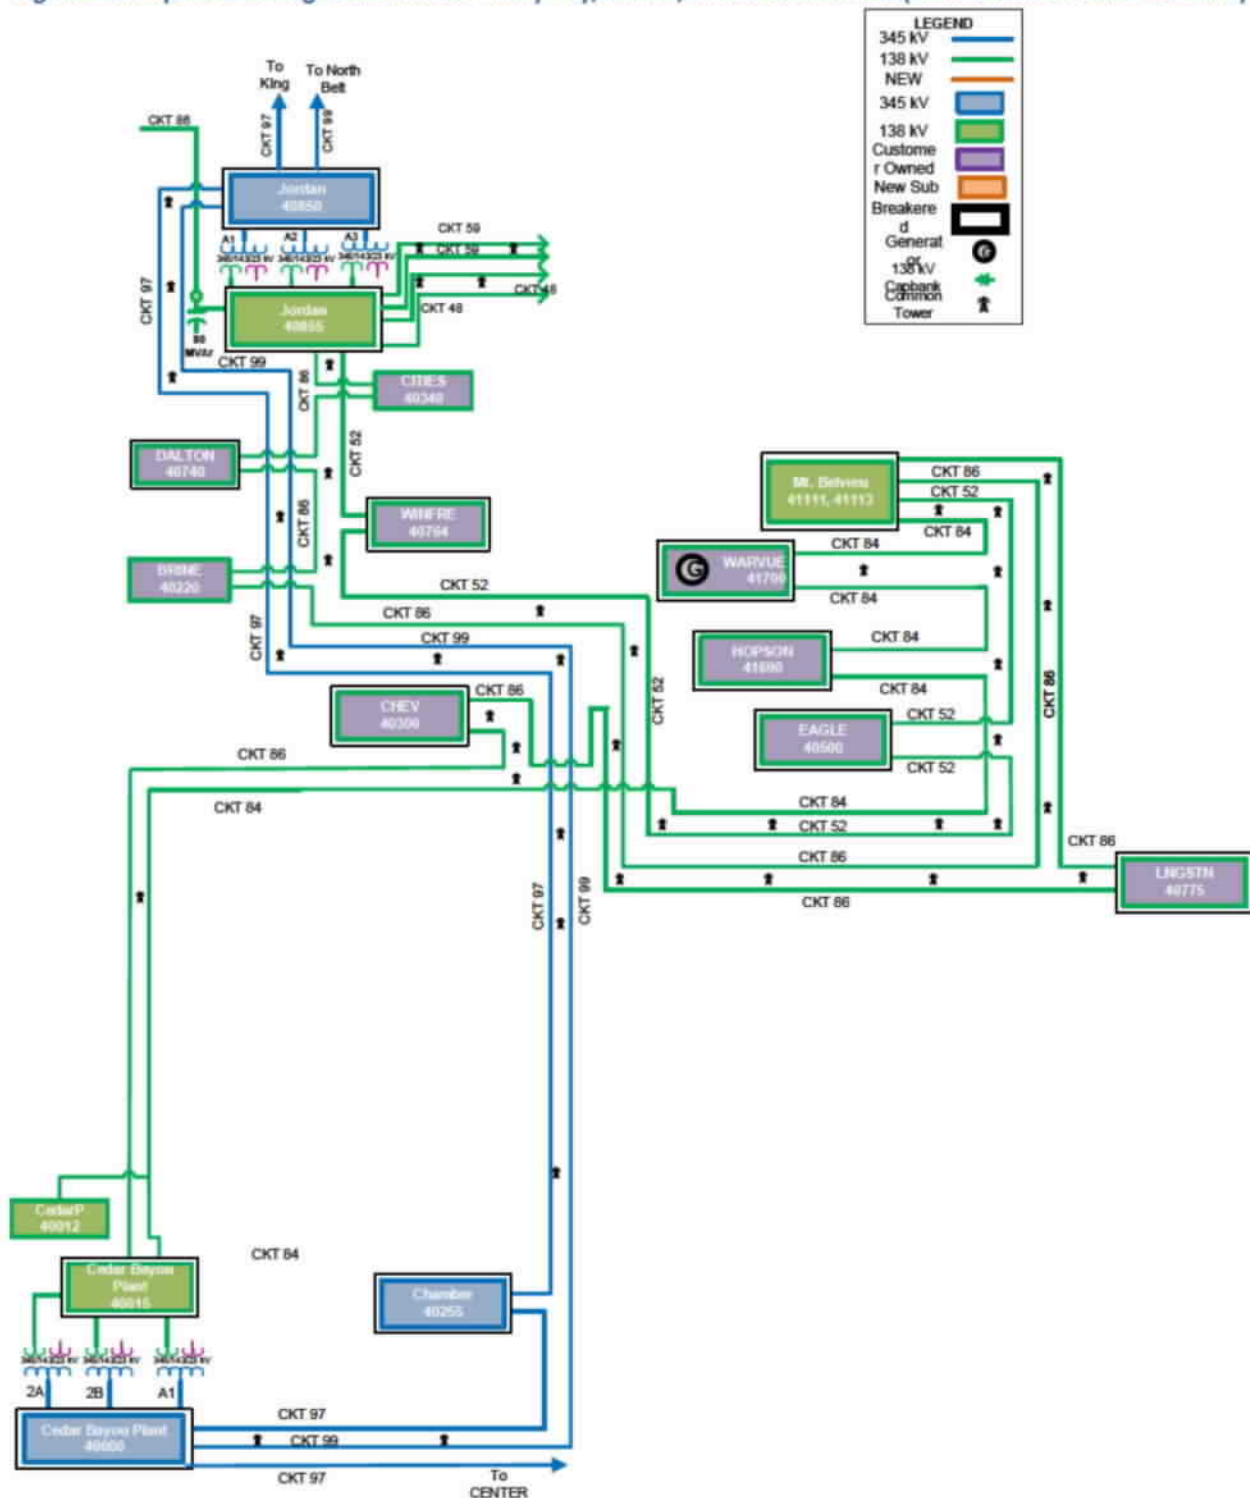 LEGEND
345 kV
138 kV
NEW
345 kV
138 kV
Custome
r Owned
New Sub
Breakere
d
Generat
or
138 kV
Capbank
Common
Tower
To
King
To North
Belt
CKT 86
CKT 97
CKT 99
Jordan
40850
A1
A2
A3
CKT 59
CKT 59
CKT 97
Jordan
40855
CKT 48
CKT 48
80
MVAr
CKT 99
CKT 86
CITIES
40340
CKT 52
DALTON
40740
CKT 86
WINFRE
40764
BRINE
40220
CKT 52
CKT 86
CKT 97
CKT 99
Mt. Belvieu
41111, 41113
CKT 86
CKT 52
CKT 84
CKT 84
G
WARVUE
41700
CKT 84
CKT 84
HOPSON
41690
CKT 84
CKT 86
CKT 52
CKT 52
EAGLE
40500
CKT 52
CKT 86
CHEV
40300
CKT 86
CKT 84
CKT 84
CKT 52
CKT 86
CKT 86
CKT 86
LNGSTN
40775
CKT 97
CKT 99
CedarP
40012
CKT 84
Cedar Bayou
Plant
40015
Chamber
40255
2A
2B
A1
Cedar Bayou Plant
40000
CKT 97
CKT 99
CKT 97
To
CENTER